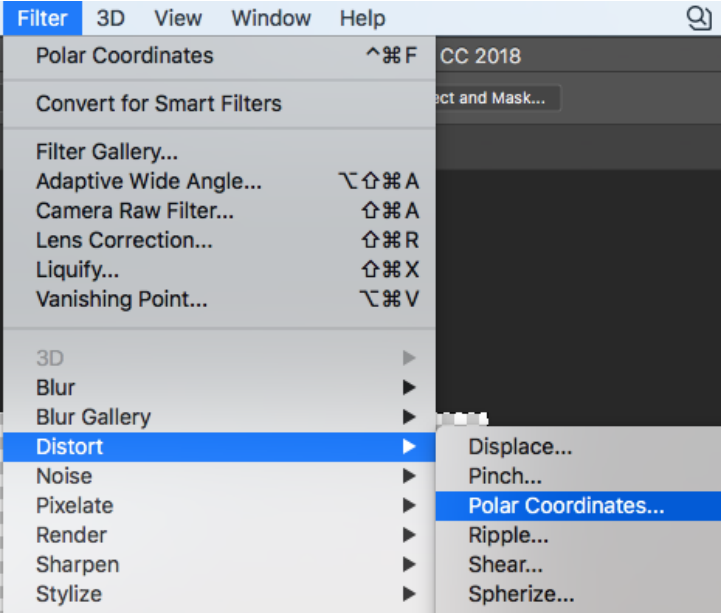 Filter 3D View Window Help
Polar Coordinates ^⌘F
CC 2018
Convert for Smart Filters
ect and Mask...
Filter Gallery...
Adaptive Wide Angle... ⌥⇧⌘A
Camera Raw Filter... ⇧⌘A
Lens Correction... ⇧⌘R
Liquify... ⇧⌘X
Vanishing Point... ⌥⌘V
3D
Blur
Blur Gallery
Distort
Noise
Pixelate
Render
Sharpen
Stylize
Displace...
Pinch...
Polar Coordinates...
Ripple...
Shear...
Spherize...